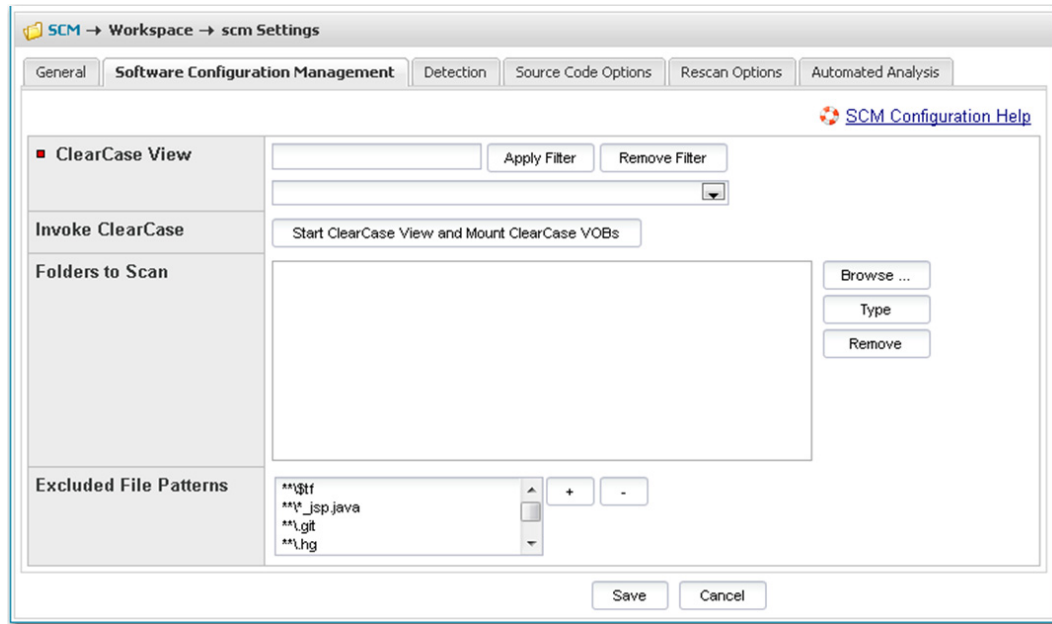 SCM → Workspace → scm Settings
General Software Configuration Management Detection Source Code Options Rescan Options Automated Analysis
SCM Configuration Help
ClearCase View
Apply Filter Remove Filter
Invoke ClearCase
Start ClearCase View and Mount ClearCase VOBs
Folders to Scan
Browse ...
Type
Remove
Excluded File Patterns
**\$tf
**\*_jsp.java
**\.git
**\.hg
+ -
Save Cancel